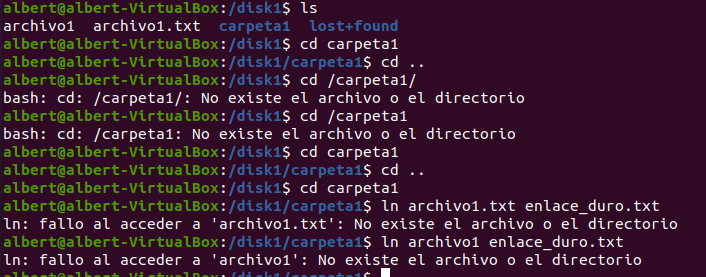 albert@albert-VirtualBox:/disk1$ ls
archivo1  archivo1.txt  carpeta1  lost+found
albert@albert-VirtualBox:/disk1$ cd carpeta1
albert@albert-VirtualBox:/disk1/carpeta1$ cd ..
albert@albert-VirtualBox:/disk1$ cd /carpeta1/
bash: cd: /carpeta1/: No existe el archivo o el directorio
albert@albert-VirtualBox:/disk1$ cd /carpeta1
bash: cd: /carpeta1: No existe el archivo o el directorio
albert@albert-VirtualBox:/disk1$ cd carpeta1
albert@albert-VirtualBox:/disk1/carpeta1$ cd ..
albert@albert-VirtualBox:/disk1$ cd carpeta1
albert@albert-VirtualBox:/disk1/carpeta1$ ln archivo1.txt enlace_duro.txt
ln: fallo al acceder a 'archivo1.txt': No existe el archivo o el directorio
albert@albert-VirtualBox:/disk1/carpeta1$ ln archivo1 enlace_duro.txt
ln: fallo al acceder a 'archivo1': No existe el archivo o el directorio
albert@albert-VirtualBox:/disk1/carpeta1$